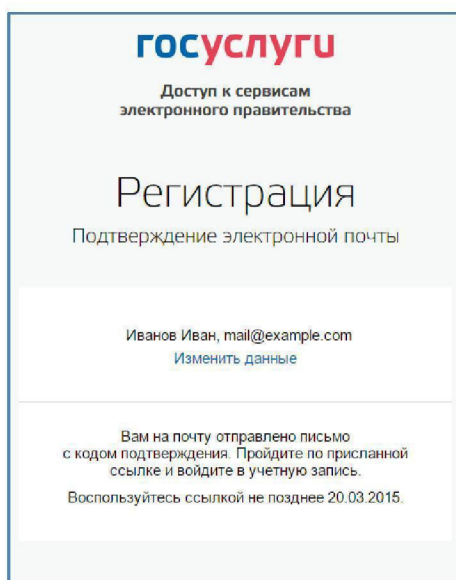 госуслуги
Доступ к сервисам
электронного правительства
Регистрация
Подтверждение электронной почты
Иванов Иван, mail@example.com
Изменить данные
Вам на почту отправлено письмо
с кодом подтверждения. Пройдите по присланной
ссылке и войдите в учетную запись.
Воспользуйтесь ссылкой не позднее 20.03.2015.